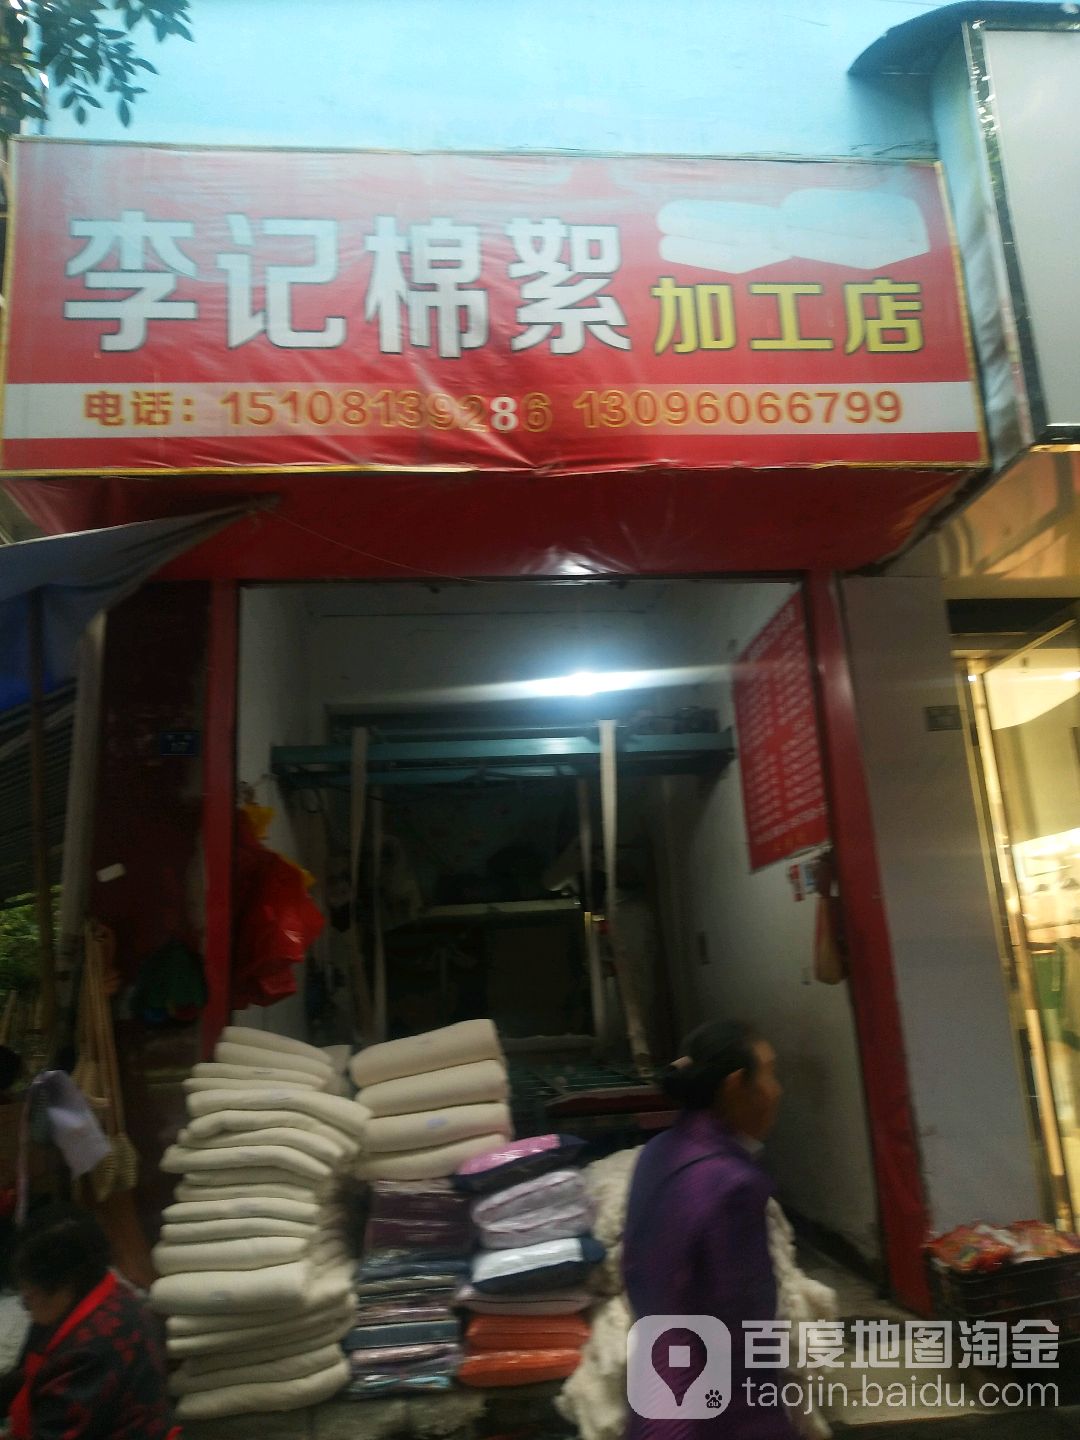 李记棉絮 加工店
电话：15108139286 13096066799
百度地图淘金
taojin.baidu.com